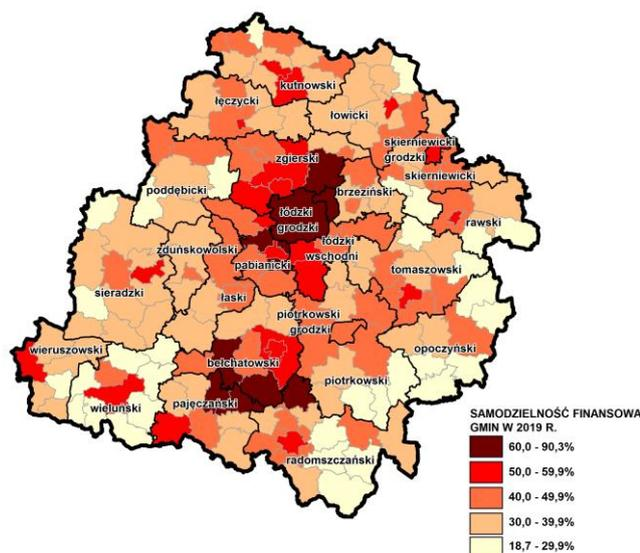 kutnowski
łęczycki
łowicki
skierniewicki
grodzki
zgierski
skierniewicki
poddębicki
brzeziński
łódzki
grodzki
rawski
zduńskowolski
łódzki
wschodni
pabianicki
tomaszowski
sieradzki
łaski
piotrkowski
grodzki
wieruszowski
opoczyński
bełchatowski
piotrkowski
wieluński
pajęczański
radomszczański
SAMODZIELNOŚĆ FINANSOWA
GMIN W 2019 R.
60,0 - 90,3%
50,0 - 59,9%
40,0 - 49,9%
30,0 - 39,9%
18,7 - 29,9%